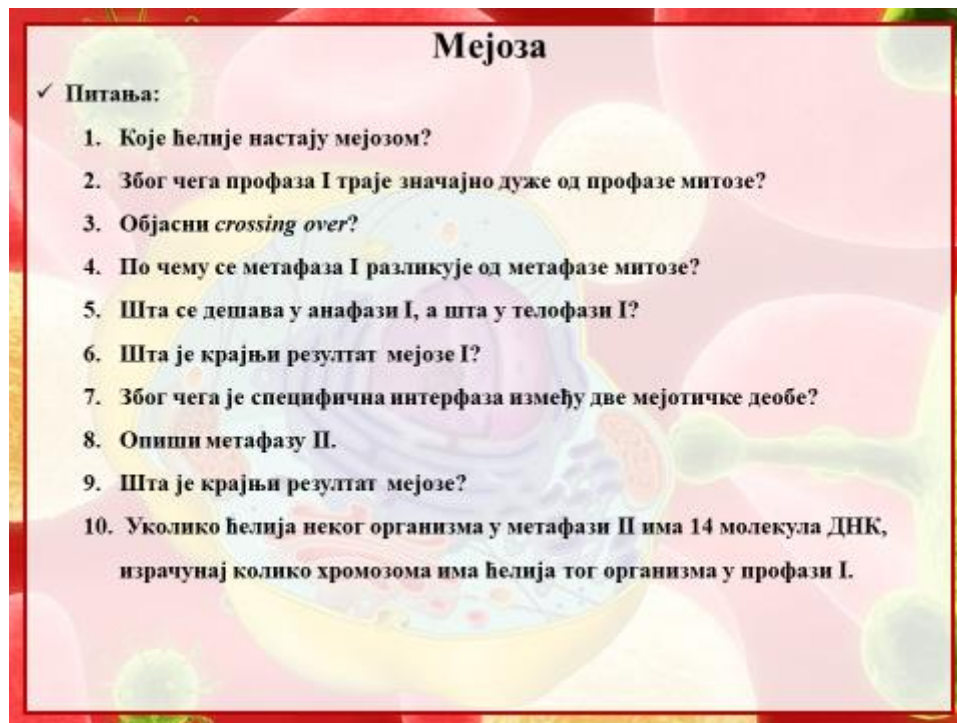 Мејоза
✓ Питања:
1. Које ћелије настају мејозом?
2. Због чега профаза I траје значајно дуже од профазе митозе?
3. Објасни crossing over?
4. По чему се метафаза I разликује од метафазе митозе?
5. Шта се дешава у анафази I, а шта у телофази I?
6. Шта је крајњи резултат мејозе I?
7. Због чега је специфична интерфаза између две мејотичке деобе?
8. Опиши метафазу II.
9. Шта је крајњи резултат мејозе?
10. Уколико ћелија неког организма у метафази II има 14 молекула ДНК,
израчунај колико хромозома има ћелија тог организма у профази I.